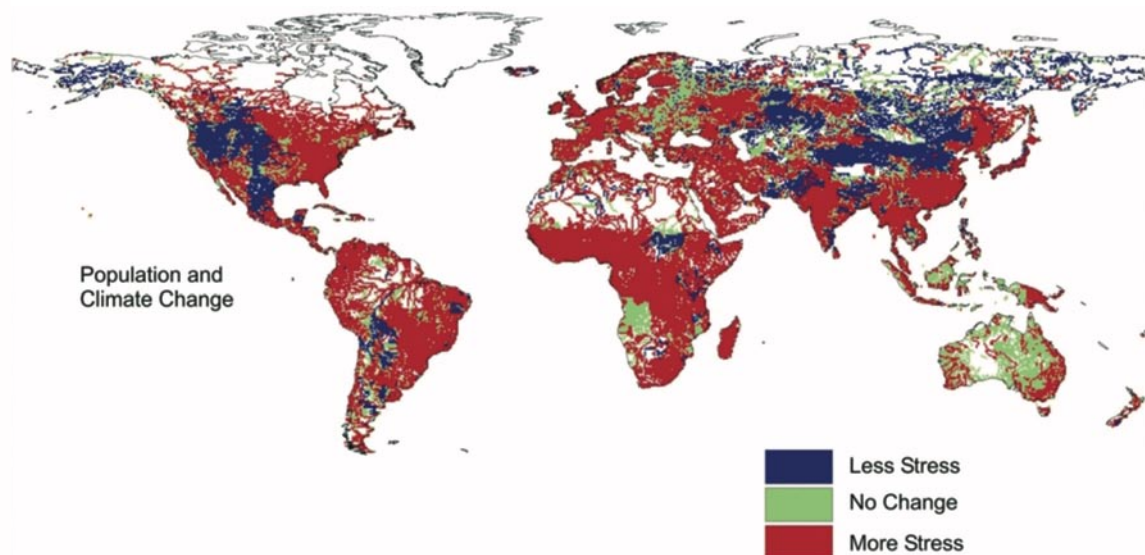 Population and
Climate Change
Less Stress
No Change
More Stress